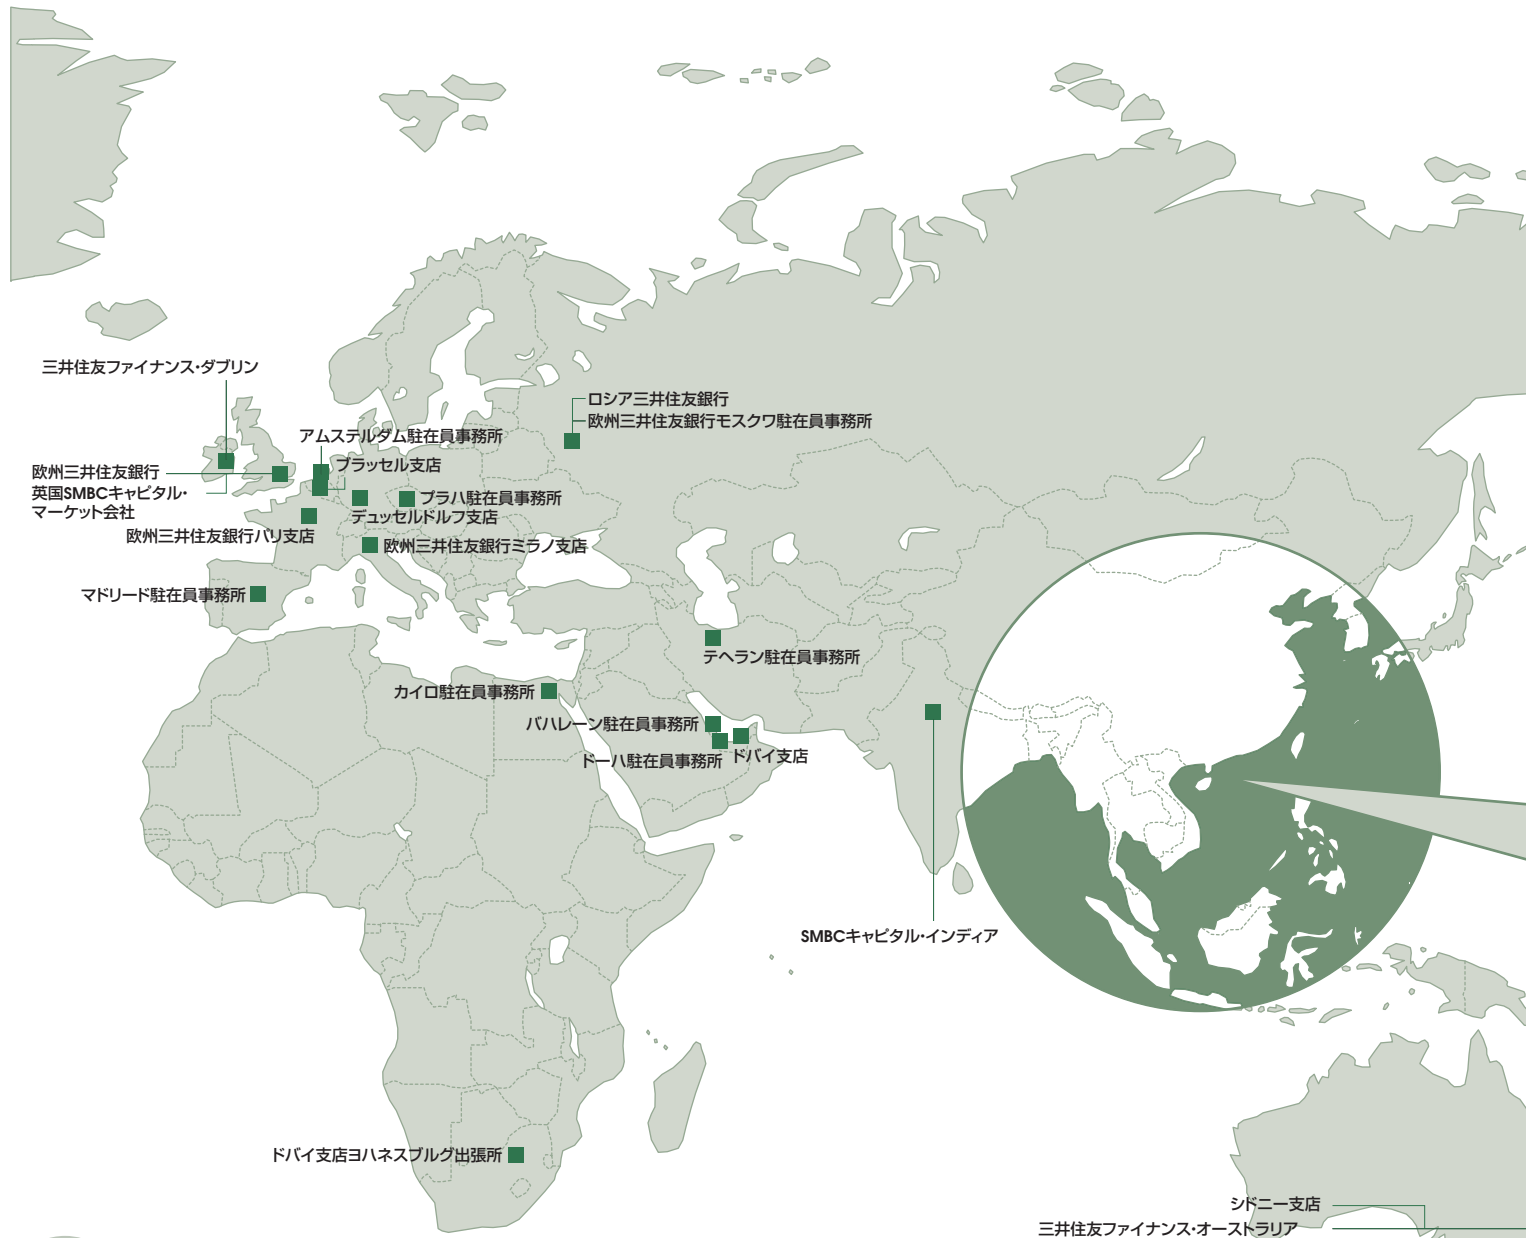 三井住友ファイナンス・ダブリン
ロシア三井住友銀行
欧州三井住友銀行モスクワ駐在員事務所
アムステルダム駐在員事務所
ブラッセル支店
欧州三井住友銀行
英国SMBCキャピタル・
マーケット会社
プラハ駐在員事務所
デュッセルドルフ支店
欧州三井住友銀行パリ支店
欧州三井住友銀行ミラノ支店
マドリード駐在員事務所
テヘラン駐在員事務所
カイロ駐在員事務所
バハレーン駐在員事務所
ドーハ駐在員事務所
ドバイ支店
SMBCキャピタル・インディア
ドバイ支店ヨハネスブルグ出張所
シドニー支店
三井住友ファイナンス・オーストラリア